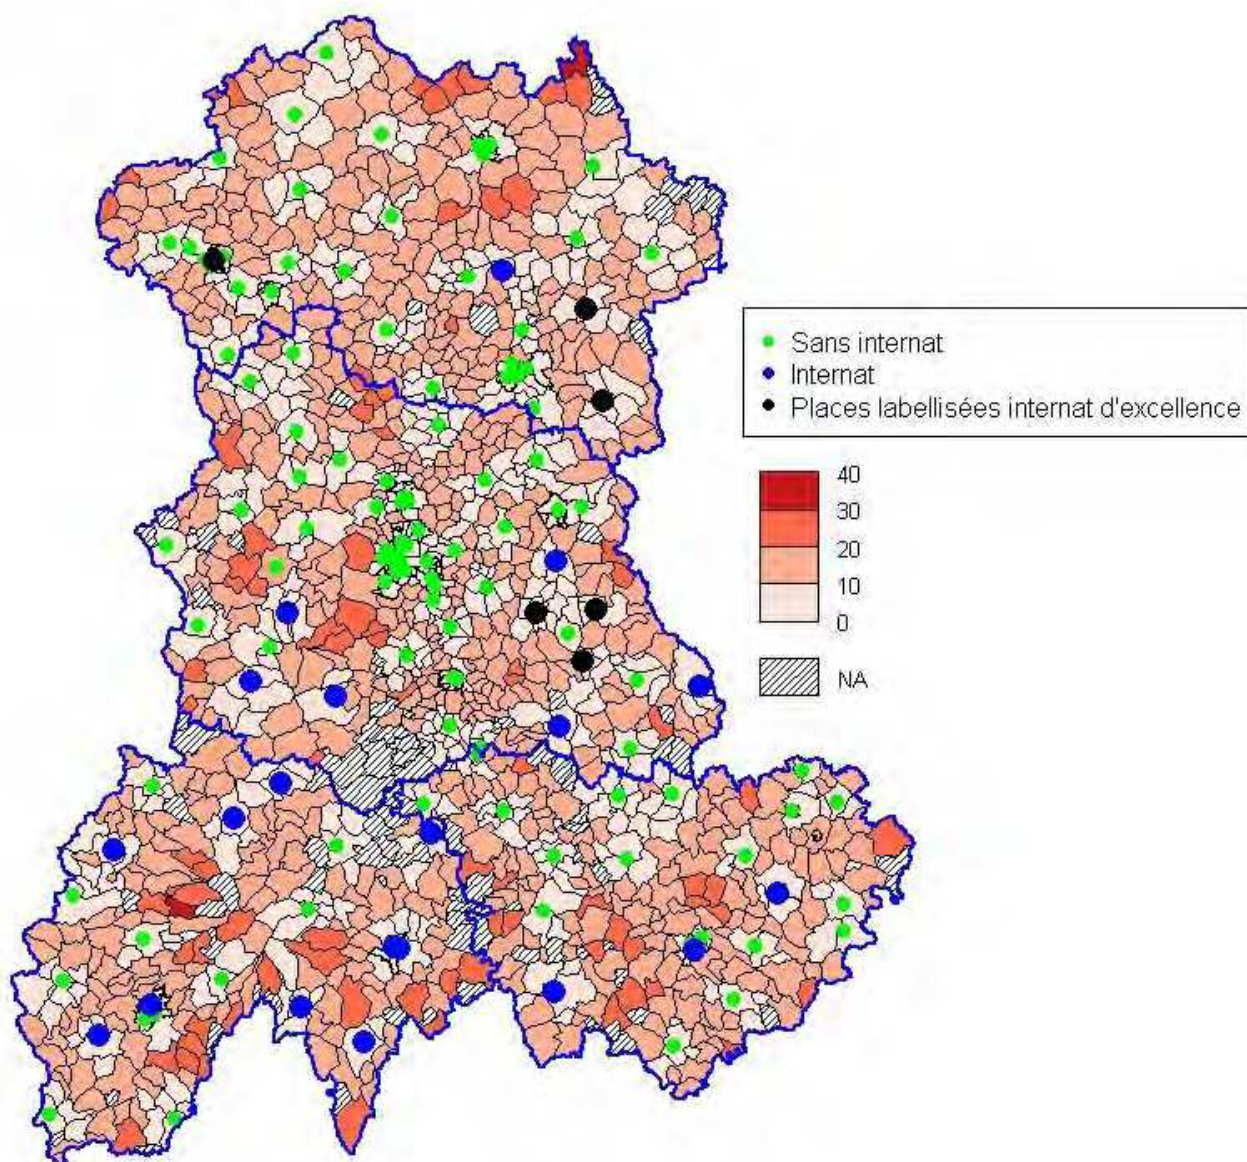 Sans internat
Internat
Places labellisées internat d'excellence
40
30
20
10
0
NA